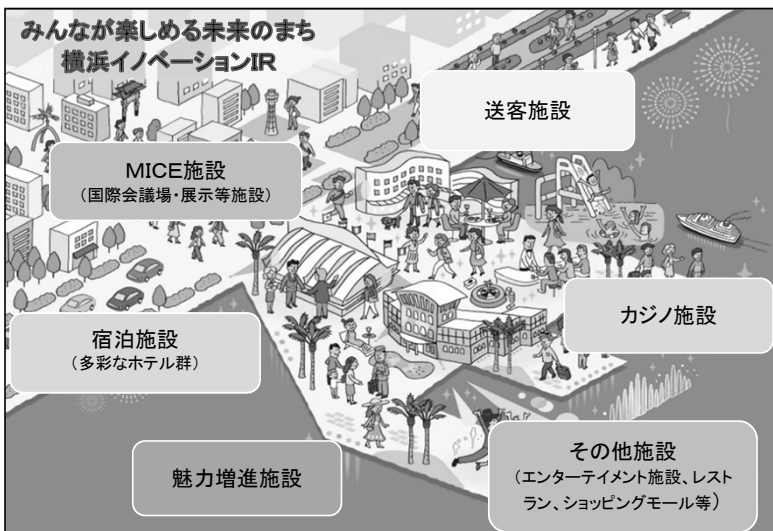 みんなが楽しめる未来のまち
横浜イノベーションIR
送客施設
MICE施設
（国際会議場・展示等施設）
カジノ施設
宿泊施設
（多彩なホテル群）
魅力増進施設
その他施設
（エンターテイメント施設、レスト
ラン、ショッピングモール等）